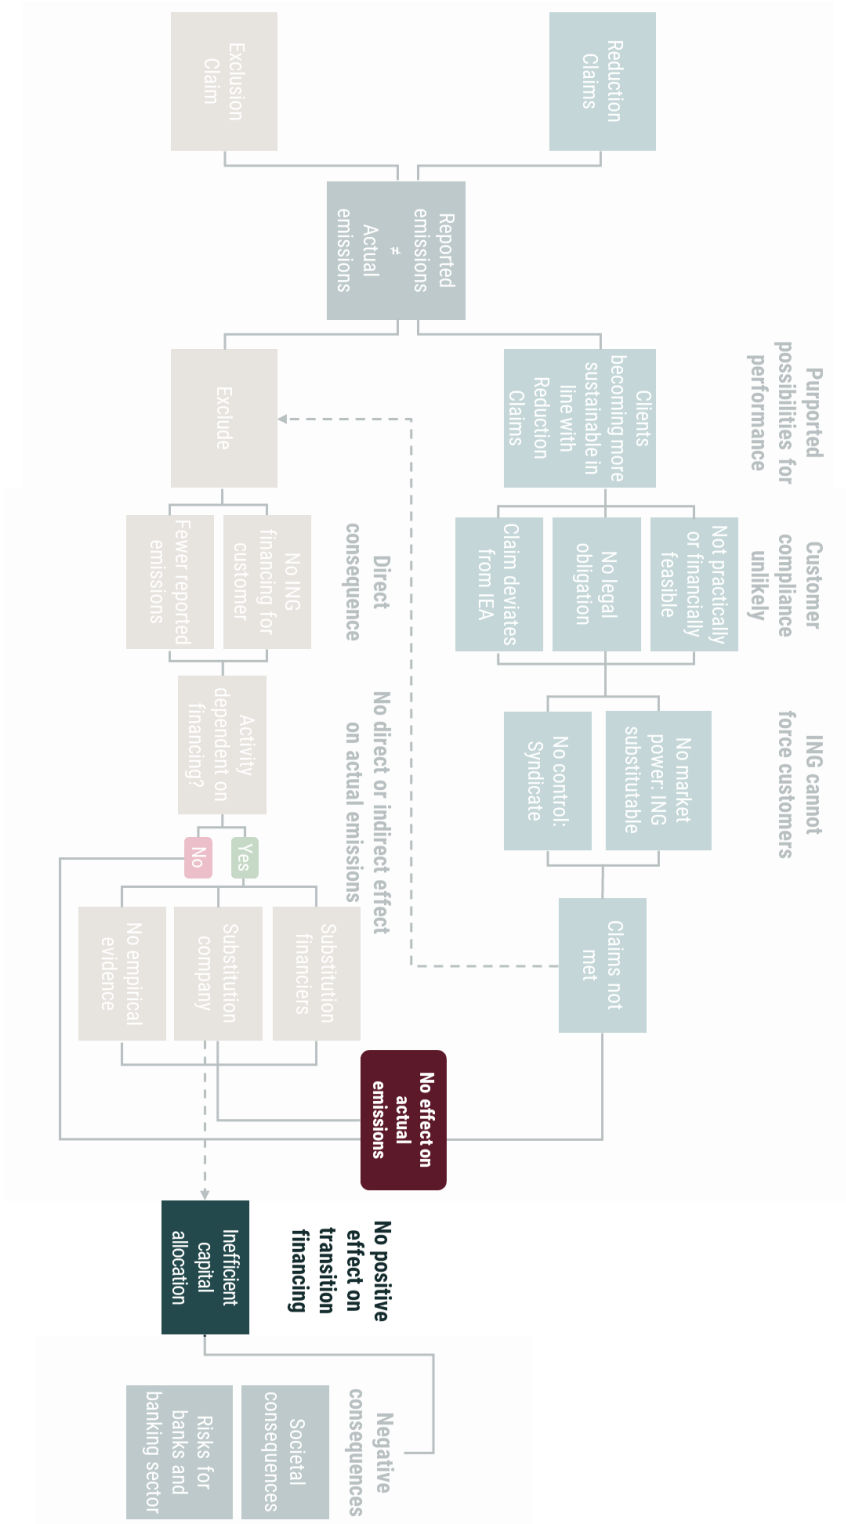 Reduction
Claims
Exclusion
Claim
Reported
emissions
≠
Actual
emissions
Purported
possibilities for
performance
Clients
becoming more
sustainable in
line with
Reduction
Claims
Exclude
Customer
compliance
unlikely
Not practically
or financially
feasible
No legal
obligation
Claim deviates
from IEA
Direct
consequence
No ING
financing for
customer
Fewer reported
emissions
ING cannot
force customers
No market
power: ING
substitutable
No control:
Syndicate
No direct or indirect effect
on actual emissions
Activity
dependent on
financing?
Yes
No
Claims not
met
Substitution
financiers
Substitution
company
No empirical
evidence
No effect on
actual
emissions
No positive
effect on
transition
financing
Inefficient
capital
allocation
Negative
consequences
Societal
consequences
Risks for
banks and
banking sector